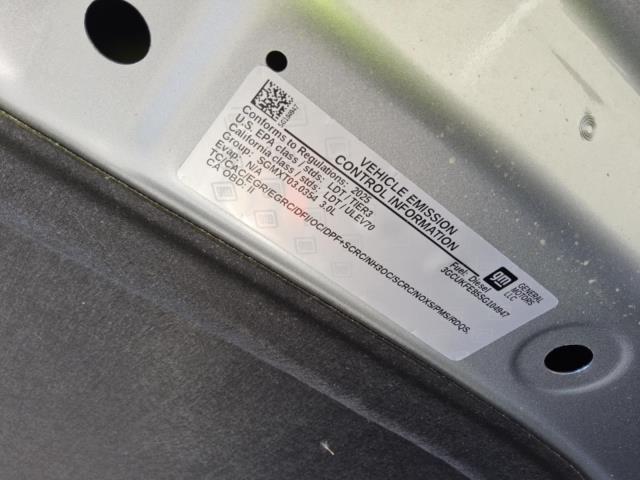 SG104947
VEHICLE EMISSION
CONTROL INFORMATION
Conforms to Regulations: 2025
U.S. EPA class / stds: LDT / TIER3
California class / stds: LDT / ULEV70
Group: SGMXT03.0354 3.0L
Evap: N/A
TC/CAC/EGR/EGRC/DFI/OC/DPF+SCRC/NH3OC/SCRC/NOXS/PMS/RDQS,
CA OBD: 
Fuel: Diesel
3GCUKFE85SG104947
gm
GENERAL
MOTORS
LLC